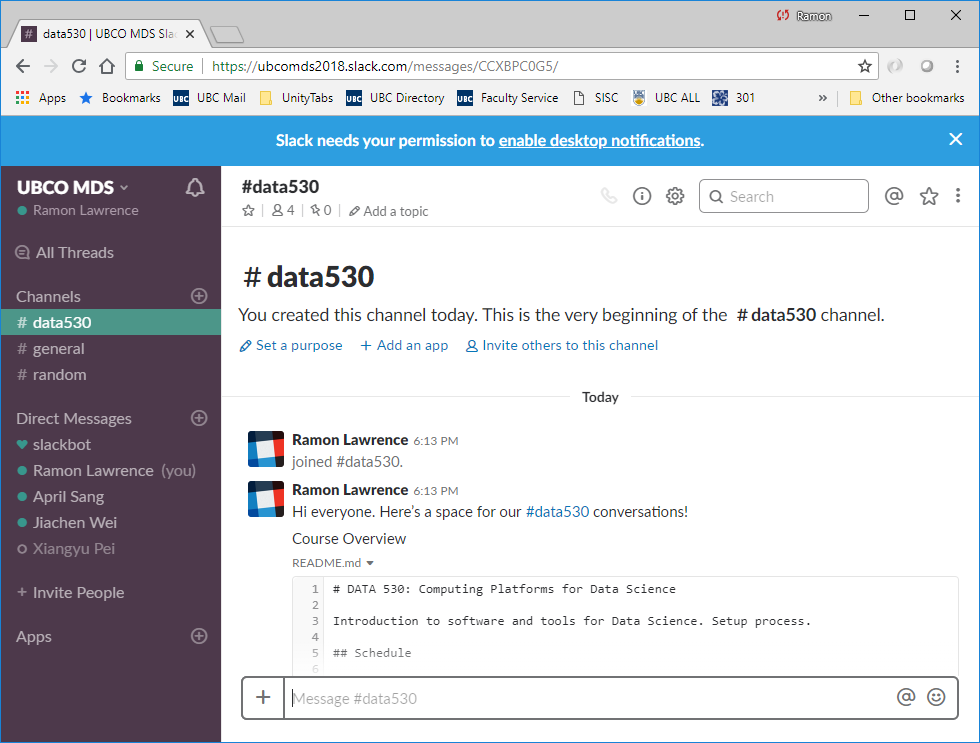 Ramon
data530 | UBCO MDS Sla
Secure https://ubcomds2018.slack.com/messages/CCXBPC0G5/
Apps Bookmarks UBC UBC Mail UnityTabs UBC UBC Directory UBC Faculty Service SISC UBC ALL 301 » Other bookmarks
Slack needs your permission to enable desktop notifications.
UBCO MDS
Ramon Lawrence
All Threads
Channels
# data530
# general
# random
Direct Messages
slackbot
Ramon Lawrence (you)
April Sang
Jiachen Wei
Xiangyu Pei
+ Invite People
Apps
#data530
4 | 0 | Add a topic
Search
# data530
You created this channel today. This is the very beginning of the # data530 channel.
Set a purpose + Add an app Invite others to this channel
Today
Ramon Lawrence 6:13 PM
joined #data530.
Ramon Lawrence 6:13 PM
Hi everyone. Here's a space for our #data530 conversations!
Course Overview
README.md
1 # DATA 530: Computing Platforms for Data Science
2
3 Introduction to software and tools for Data Science. Setup process.
4
5 ## Schedule
6
+ Message #data530 @